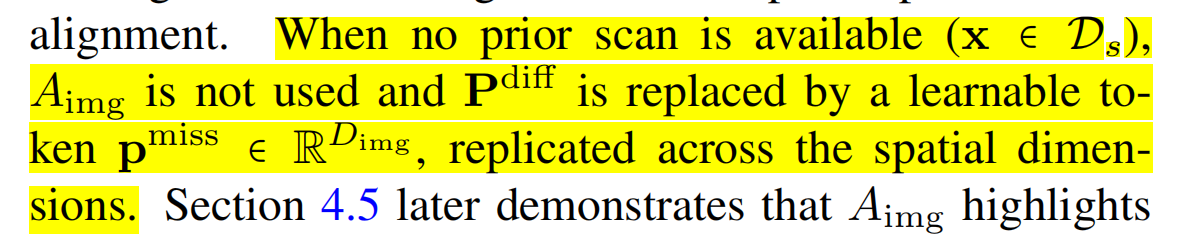 alignment. When no prior scan is available (x ∈ 𝒟ₛ),
A_img is not used and P^diff is replaced by a learnable to-
ken p^miss ∈ ℝ^{D_img}, replicated across the spatial dimen-
sions. Section 4.5 later demonstrates that A_img highlights